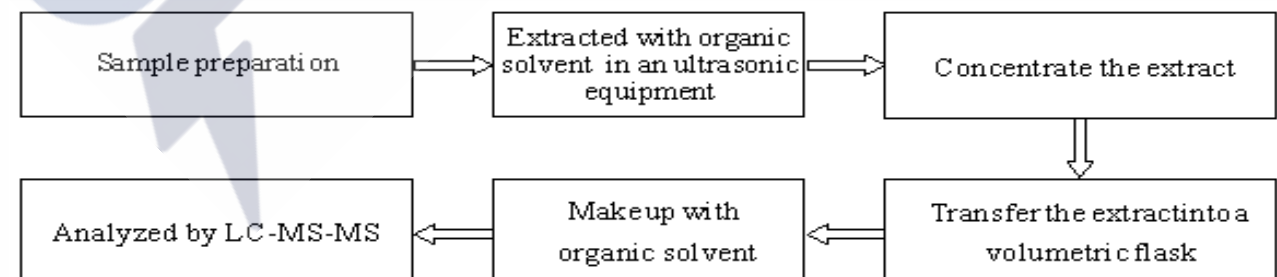 Sample preparation
Extracted with organic
solvent in an ultrasonic
equipment
Concentrate the extract
Transfer the extractinto a
volumetric flask
Makeup with
organic solvent
Analyzed by LC-MS-MS